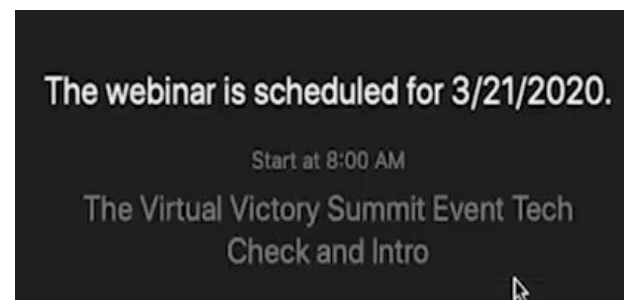 The webinar is scheduled for 3/21/2020.
Start at 8:00 AM
The Virtual Victory Summit Event Tech
Check and Intro